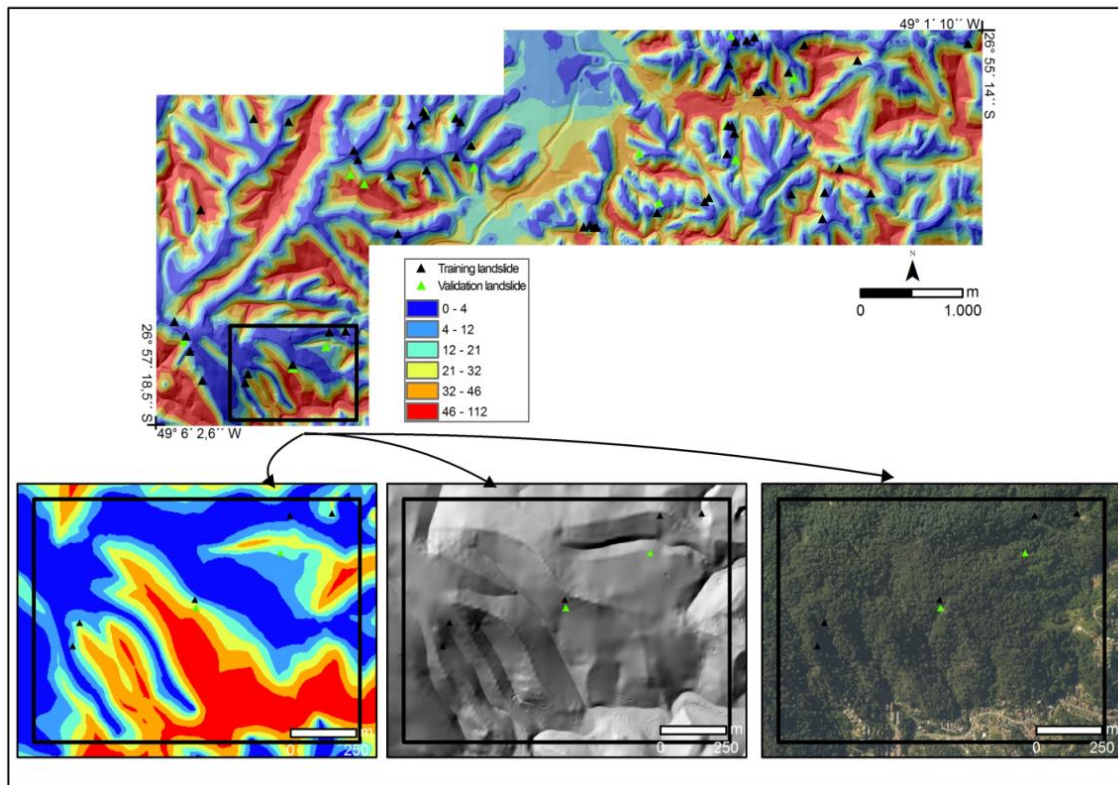 49° 1´ 10´´ W
26° 55´ 14´´ S
Training landslide
Validation landslide
0 - 4
4 - 12
12 - 21
21 - 32
32 - 46
46 - 112
N
m
0 1.000
26° 57´ 18,5´´ S
49° 6´ 2,6´´ W
m
0 250
m
0 250
m
0 250